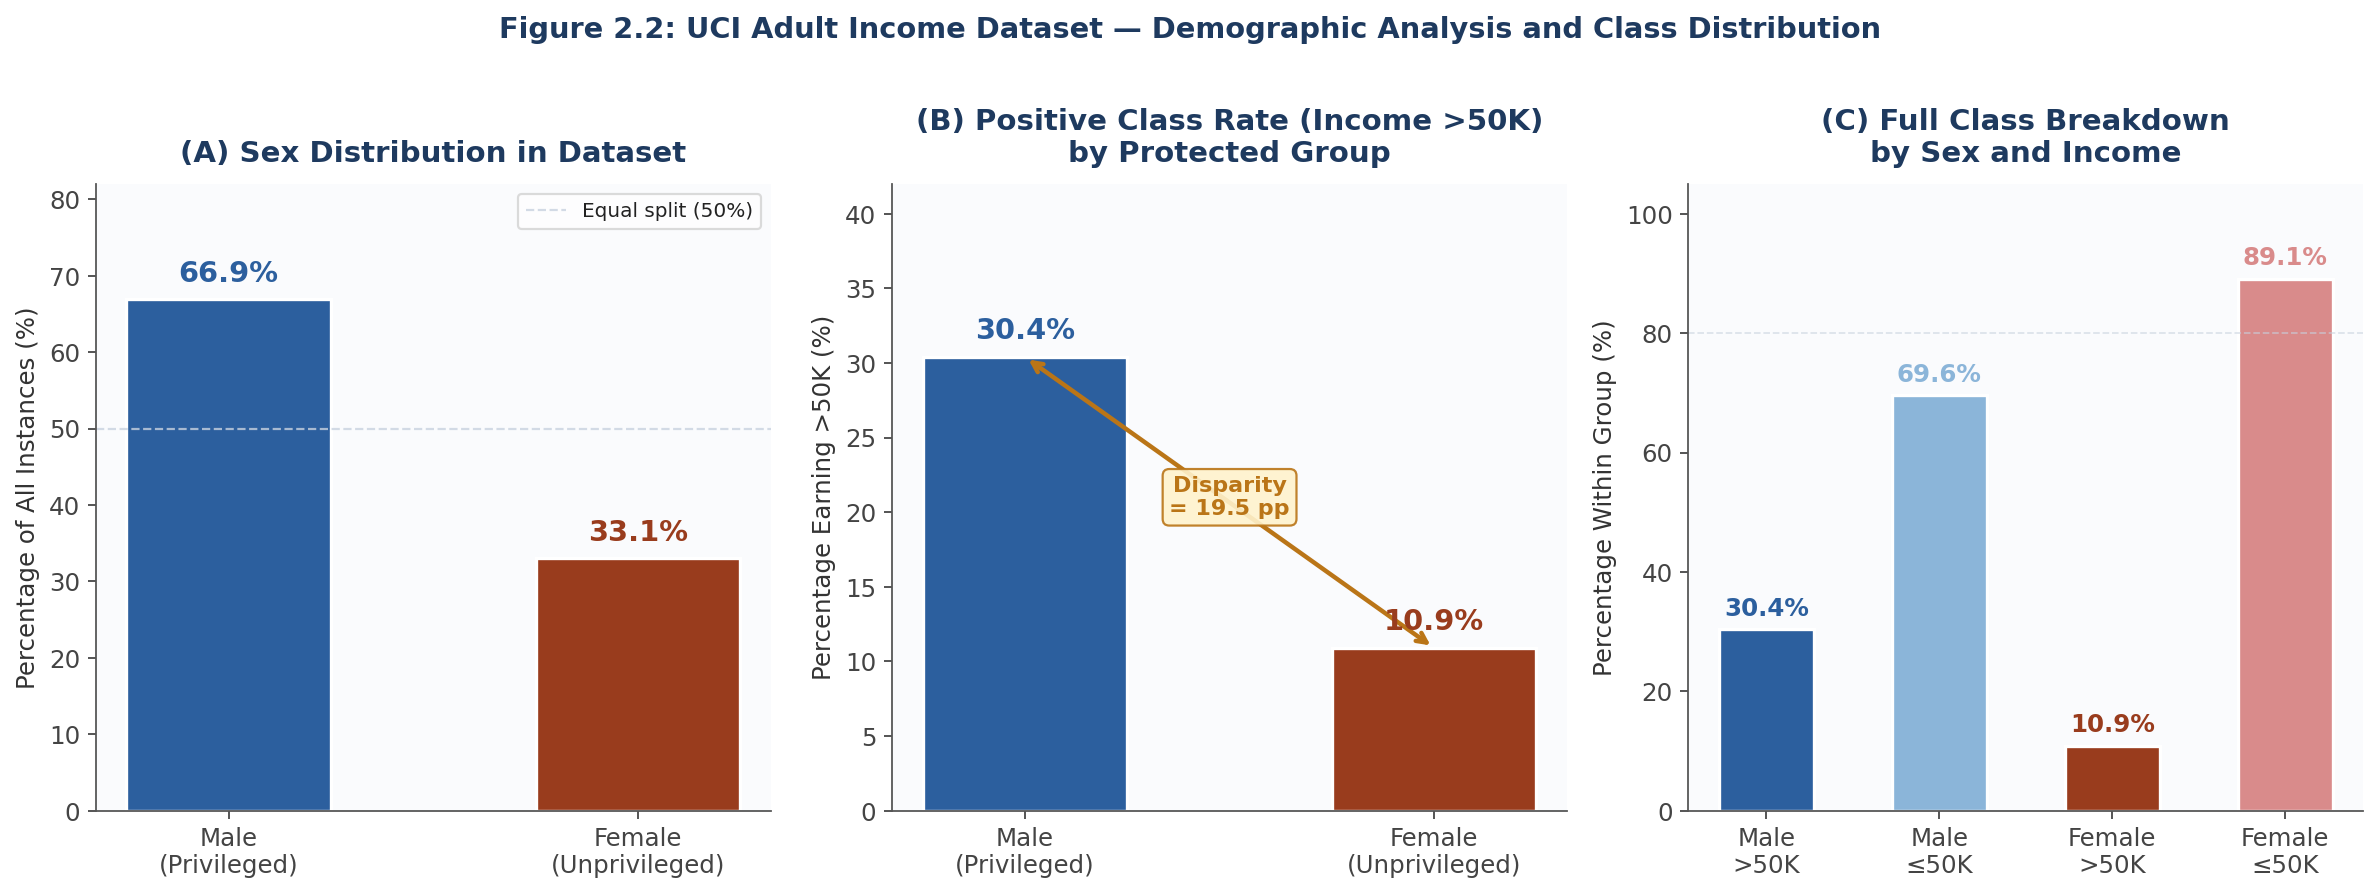 Figure 2.2: UCI Adult Income Dataset — Demographic Analysis and Class Distribution
(A) Sex Distribution in Dataset
Percentage of All Instances (%)
80
70
60
50
40
30
20
10
0
Equal split (50%)
66.9%
33.1%
Male
(Privileged)
Female
(Unprivileged)
(B) Positive Class Rate (Income >50K)
by Protected Group
Percentage Earning >50K (%)
40
35
30
25
20
15
10
5
0
30.4%
Disparity
= 19.5 pp
10.9%
Male
(Privileged)
Female
(Unprivileged)
(C) Full Class Breakdown
by Sex and Income
Percentage Within Group (%)
100
80
60
40
20
0
30.4%
69.6%
10.9%
89.1%
Male
>50K
Male
≤50K
Female
>50K
Female
≤50K